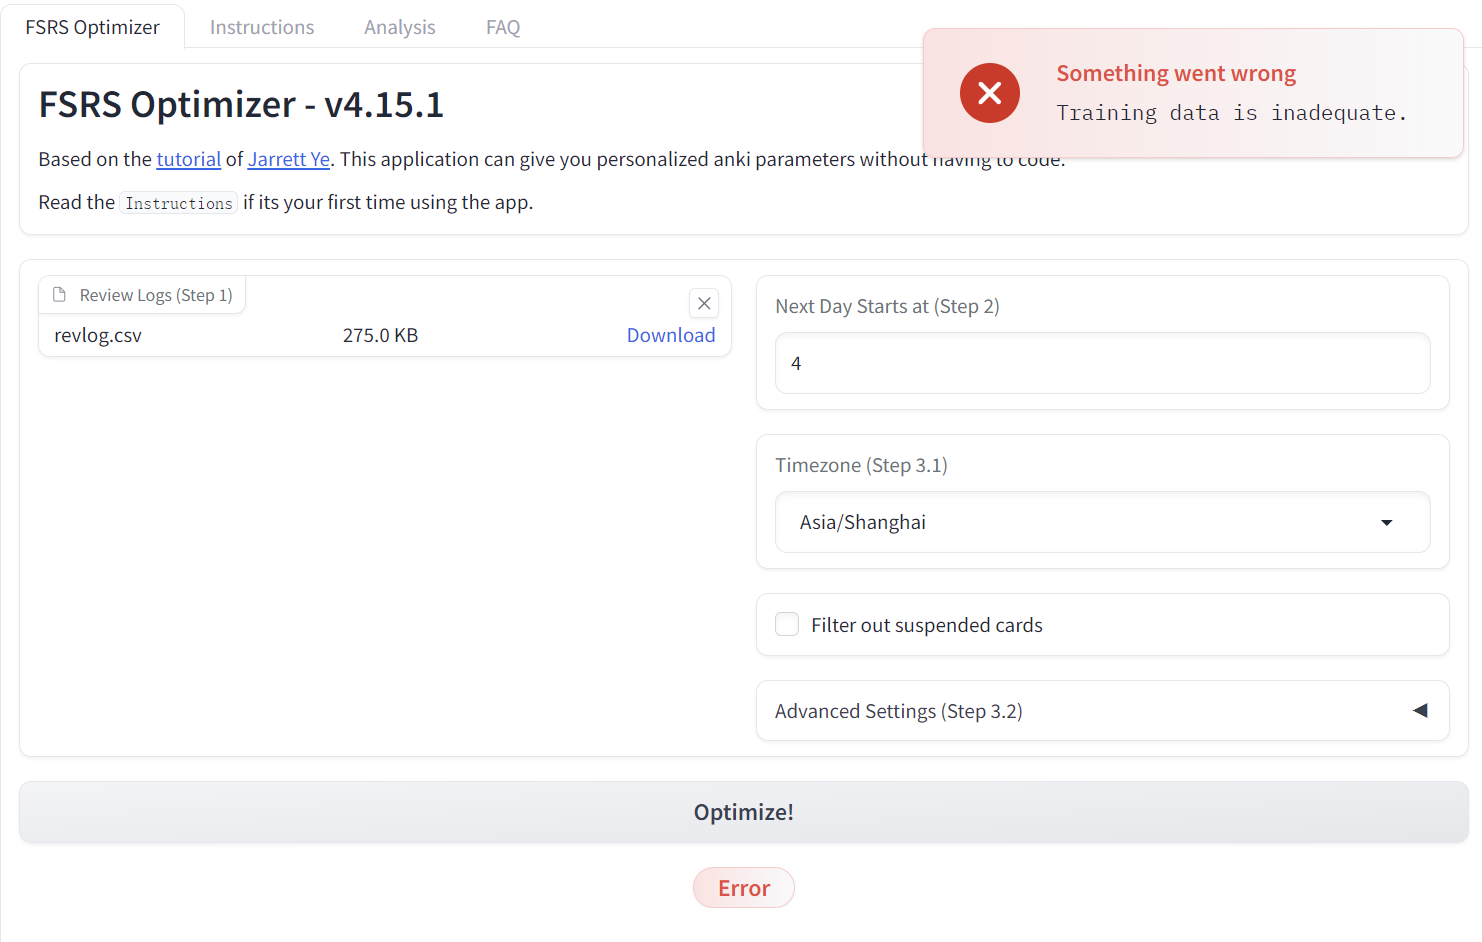 FSRS Optimizer
Instructions
Analysis
FAQ
Something went wrong
Training data is inadequate.
FSRS Optimizer - v4.15.1
Based on the tutorial of Jarrett Ye. This application can give you personalized anki parameters without having to code.
Read the Instructions if its your first time using the app.
Review Logs (Step 1)
revlog.csv 275.0 KB Download
Next Day Starts at (Step 2)
4
Timezone (Step 3.1)
Asia/Shanghai
Filter out suspended cards
Advanced Settings (Step 3.2)
Optimize!
Error